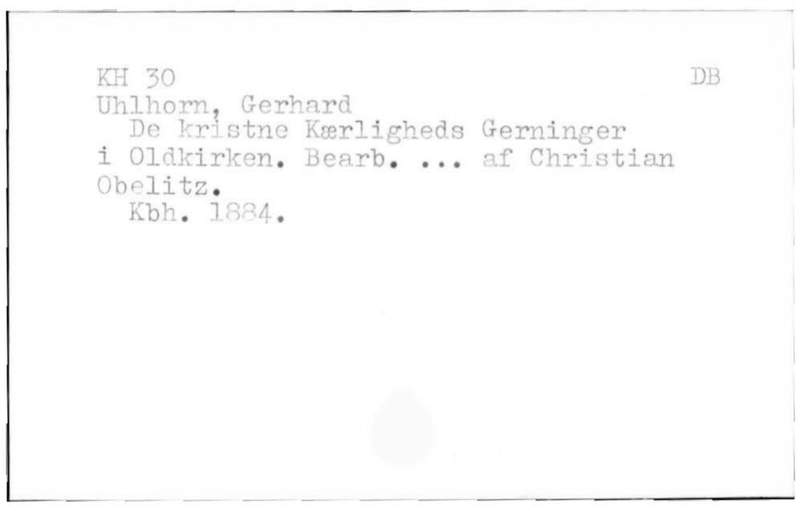 KH 30 DB
Uhlhorn, Gerhard
De kristne Kærligheds Gerninger
i Oldkirken. Bearb. ... af Christian
Obelitz.
Kbh. 1884.